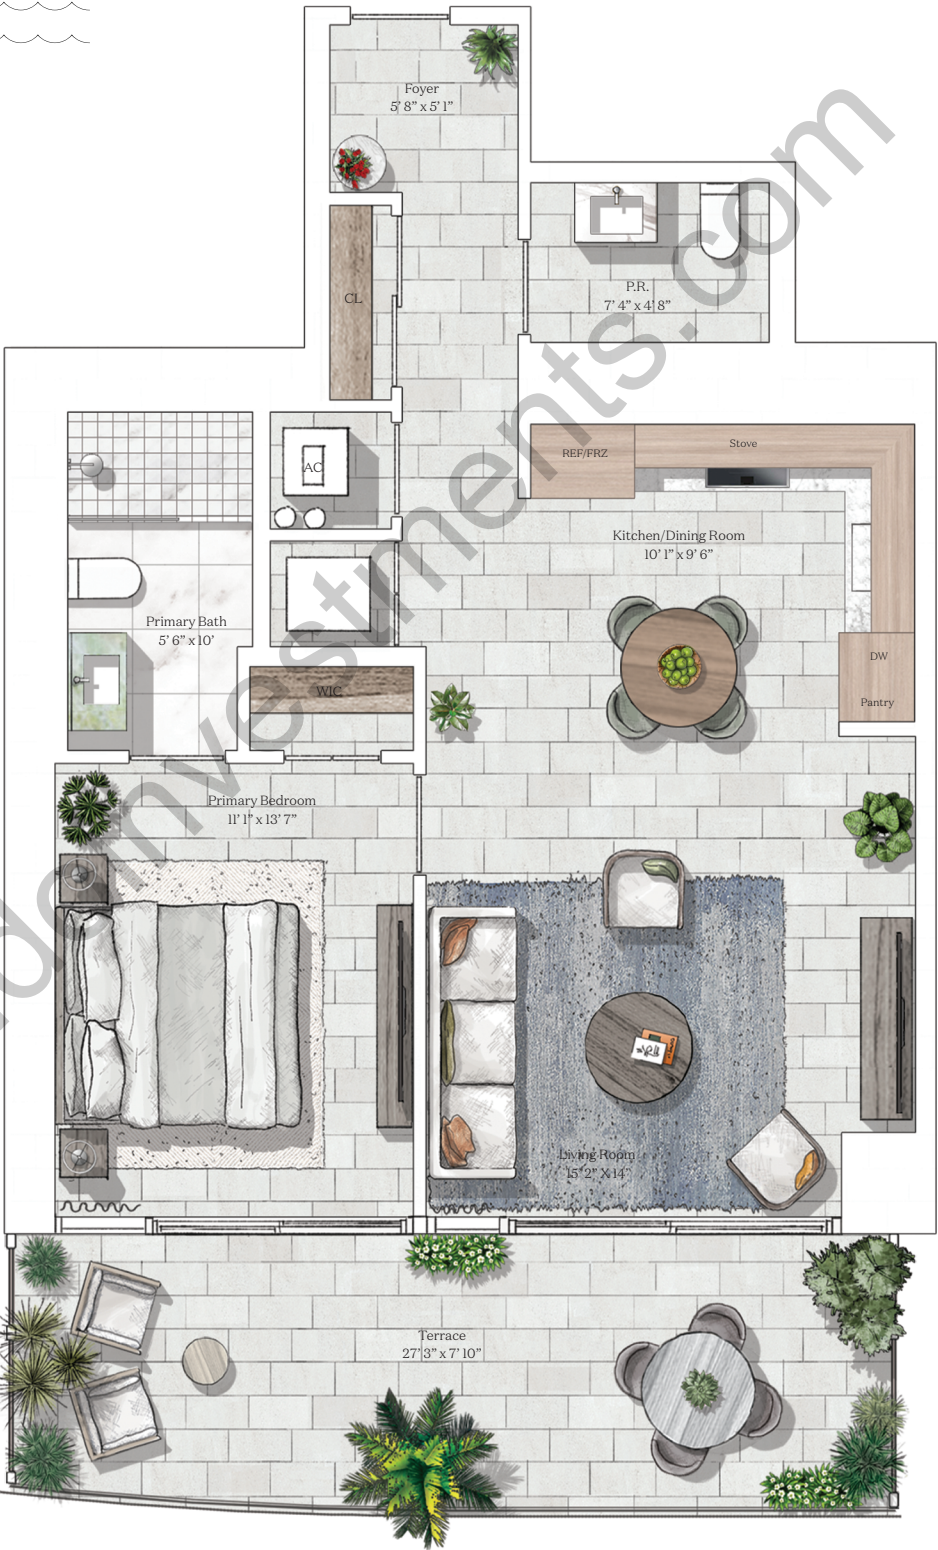 Foyer
5' 8" x 5' 1"
CL
P.R.
7' 4" x 4' 8"
AC
REF/FRZ
Stove
Kitchen/Dining Room
10' 1" x 9' 6"
Primary Bath
5' 6" x 10'
DW
WIC
Pantry
Primary Bedroom
11' 1" x 13' 7"
Living Room
15' 2" X 14'
Terrace
27' 3" x 7' 10"
deninvestments.com